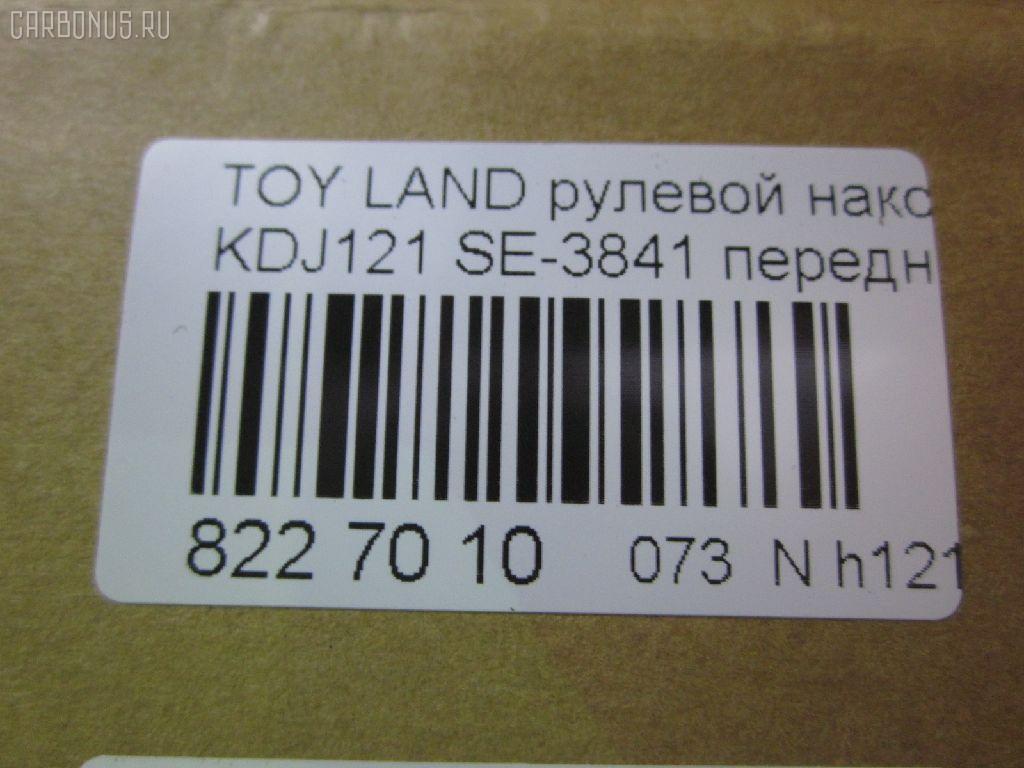 CARBONUS.RU
TOY LAND рулевой нако
KDJ121 SE-3841 передн
822 70 10 073 N h121